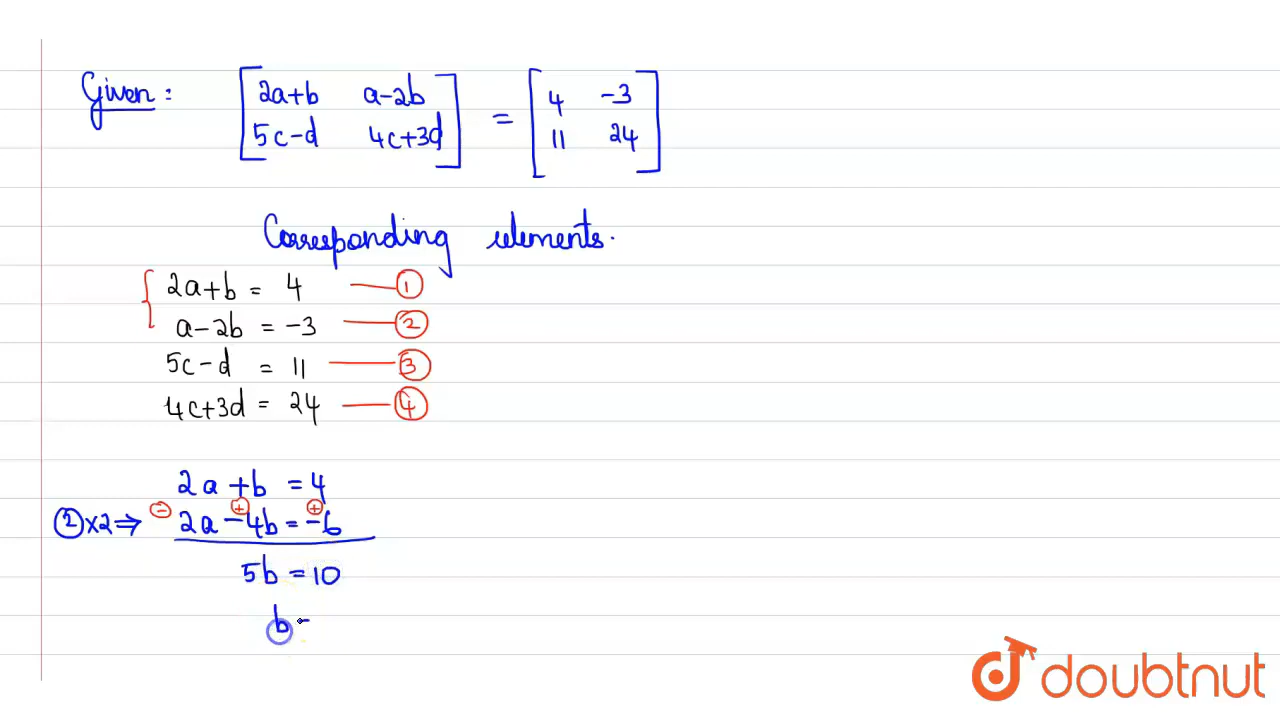 Given: [2a+b a-2b] = [4 -3]
[5c-d 4c+3d] [11 24]
Corresponding elements.
2a+b = 4 — ①
a-2b = -3 — ②
5c-d = 11 — ③
4c+3d = 24 — ④
2a+b = 4
②×2⇒ ⊖ 2a-4b = -6 ⊕ ⊕
5b = 10
b -
doubtnut